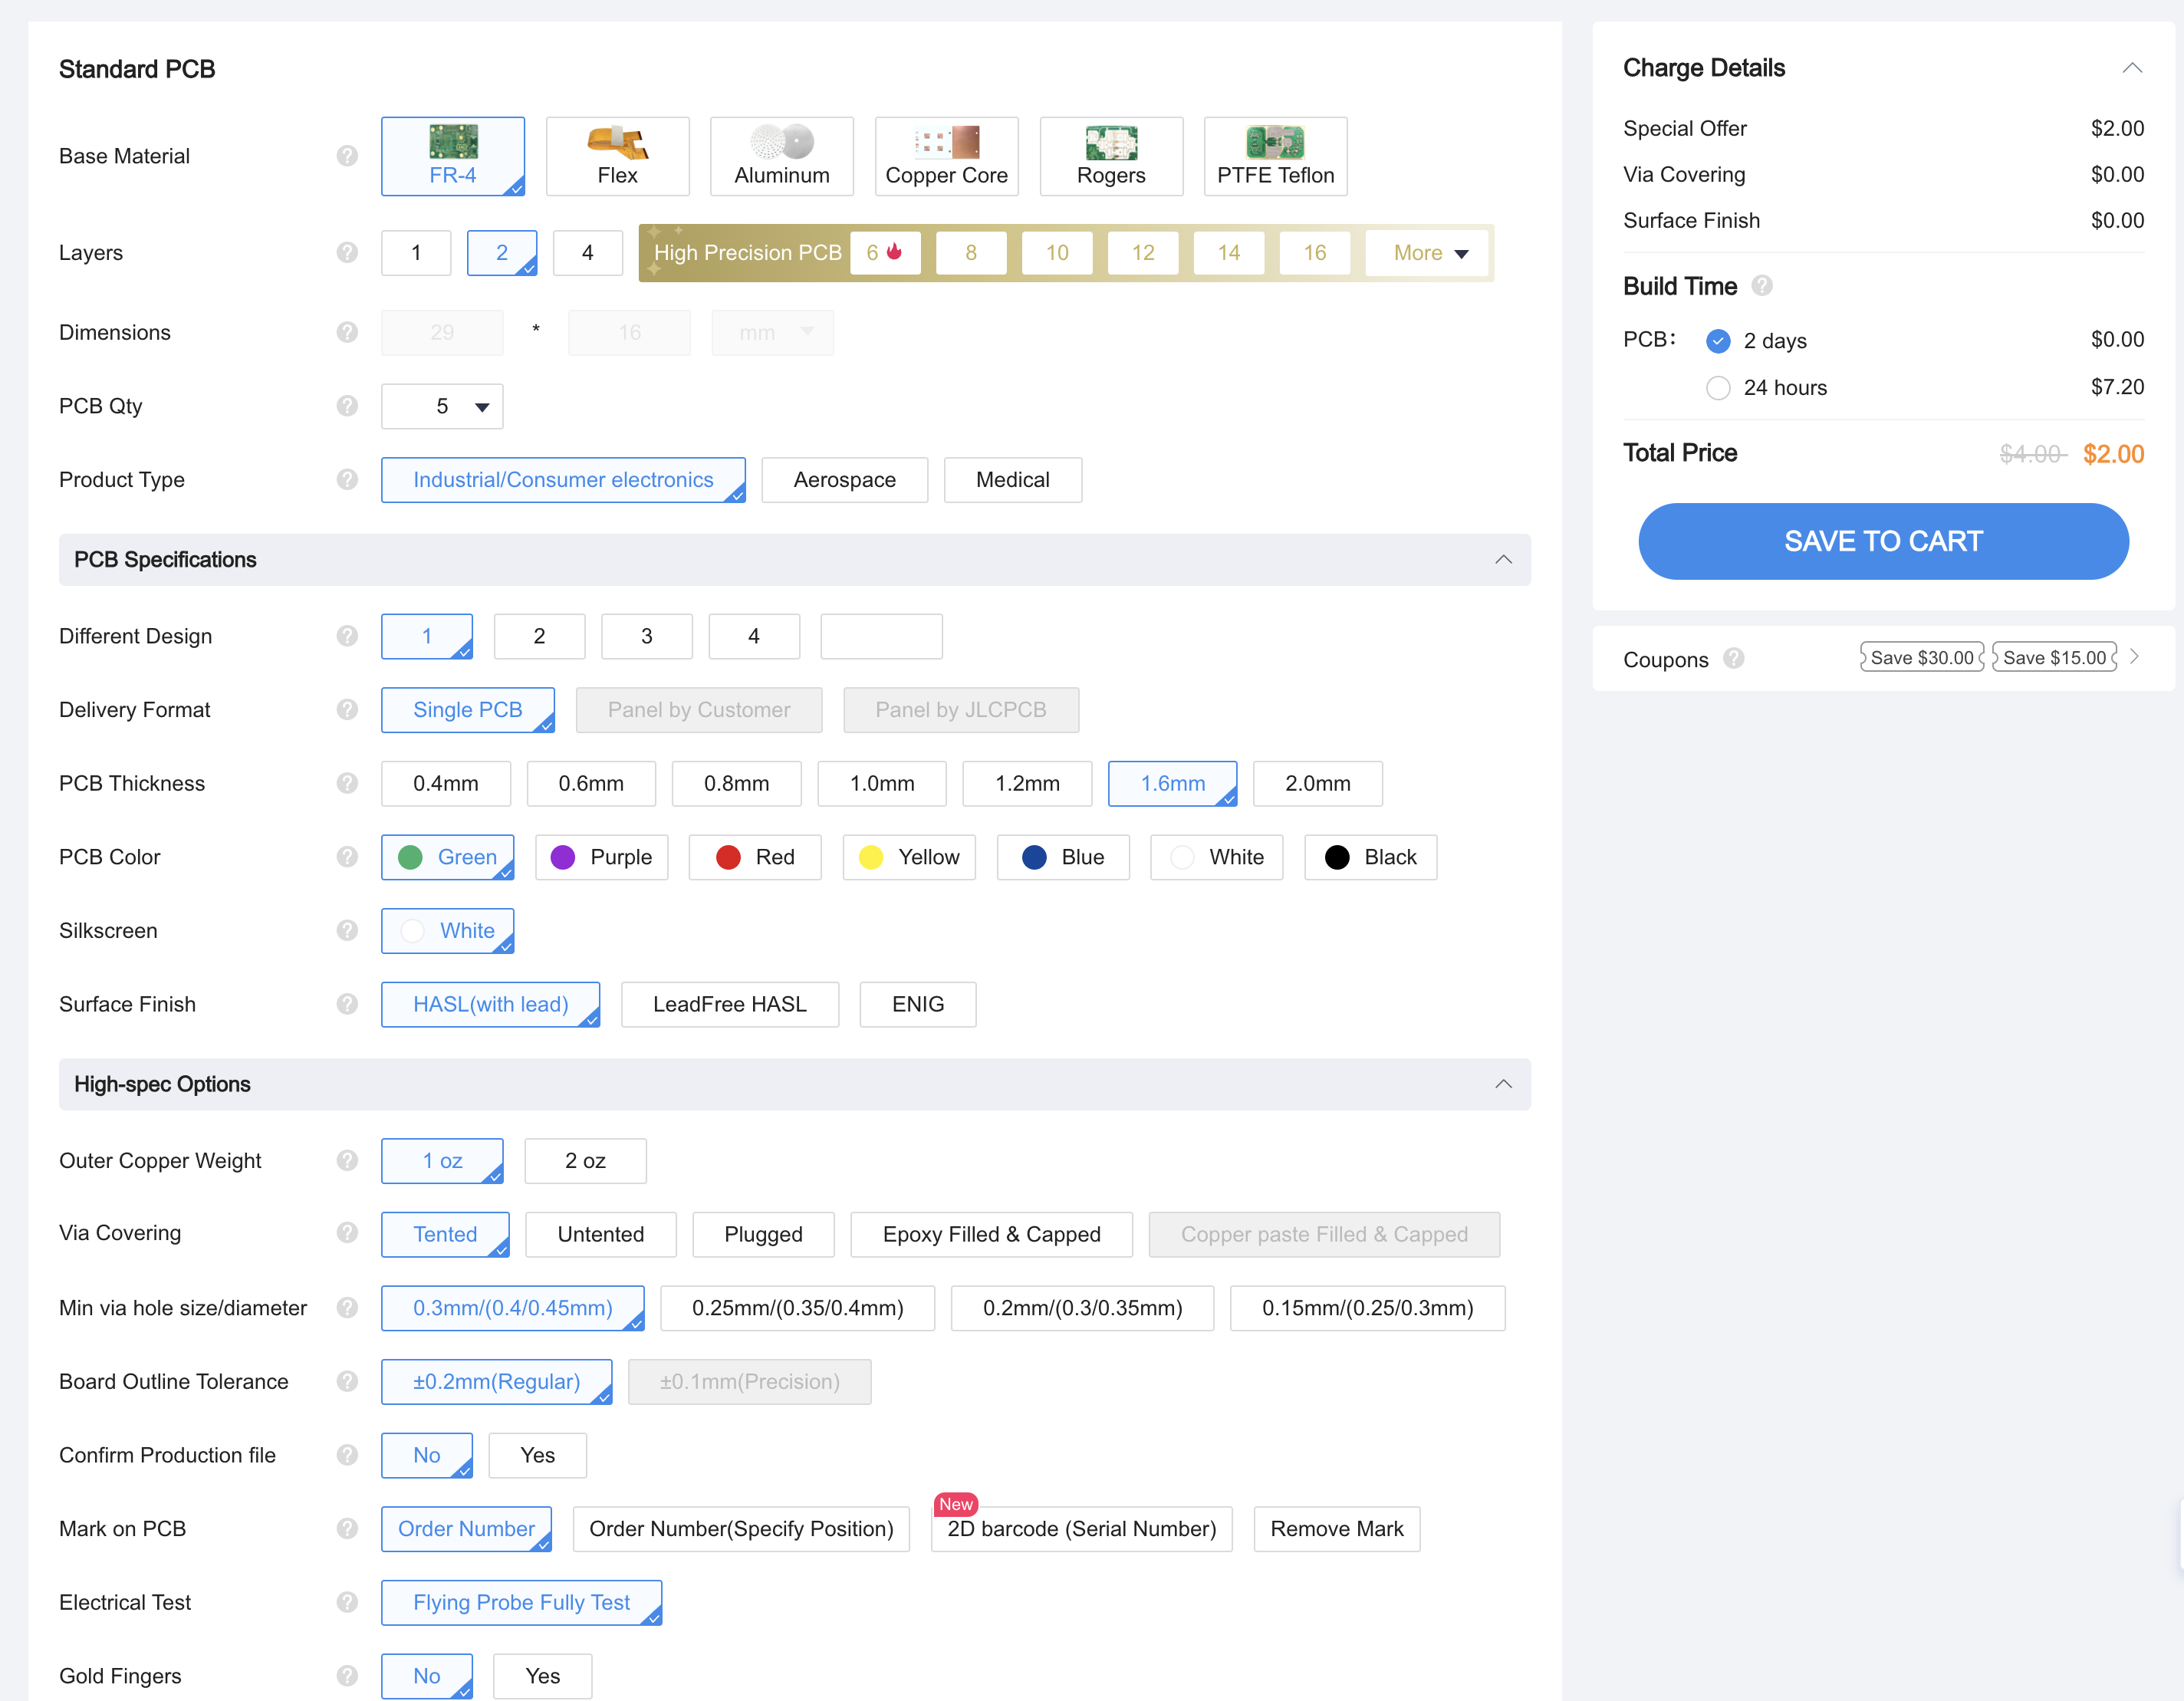 Standard PCB
Base Material ? FR-4 Flex Aluminum Copper Core Rogers PTFE Teflon
Layers ? 1 2 4 High Precision PCB 6 8 10 12 14 16 More
Dimensions ? 29 * 16 mm
PCB Qty ? 5
Product Type ? Industrial/Consumer electronics Aerospace Medical
PCB Specifications
Different Design ? 1 2 3 4
Delivery Format ? Single PCB Panel by Customer Panel by JLCPCB
PCB Thickness ? 0.4mm 0.6mm 0.8mm 1.0mm 1.2mm 1.6mm 2.0mm
PCB Color ? Green Purple Red Yellow Blue White Black
Silkscreen ? White
Surface Finish ? HASL(with lead) LeadFree HASL ENIG
High-spec Options
Outer Copper Weight ? 1 oz 2 oz
Via Covering ? Tented Untented Plugged Epoxy Filled & Capped Copper paste Filled & Capped
Min via hole size/diameter ? 0.3mm/(0.4/0.45mm) 0.25mm/(0.35/0.4mm) 0.2mm/(0.3/0.35mm) 0.15mm/(0.25/0.3mm)
Board Outline Tolerance ? ±0.2mm(Regular) ±0.1mm(Precision)
Confirm Production file ? No Yes
New
Mark on PCB ? Order Number Order Number(Specify Position) 2D barcode (Serial Number) Remove Mark
Electrical Test ? Flying Probe Fully Test
Gold Fingers ? No Yes
Charge Details
Special Offer $2.00
Via Covering $0.00
Surface Finish $0.00
Build Time ?
PCB: 2 days $0.00
24 hours $7.20
Total Price $4.00 $2.00
SAVE TO CART
Coupons ? Save $30.00 Save $15.00